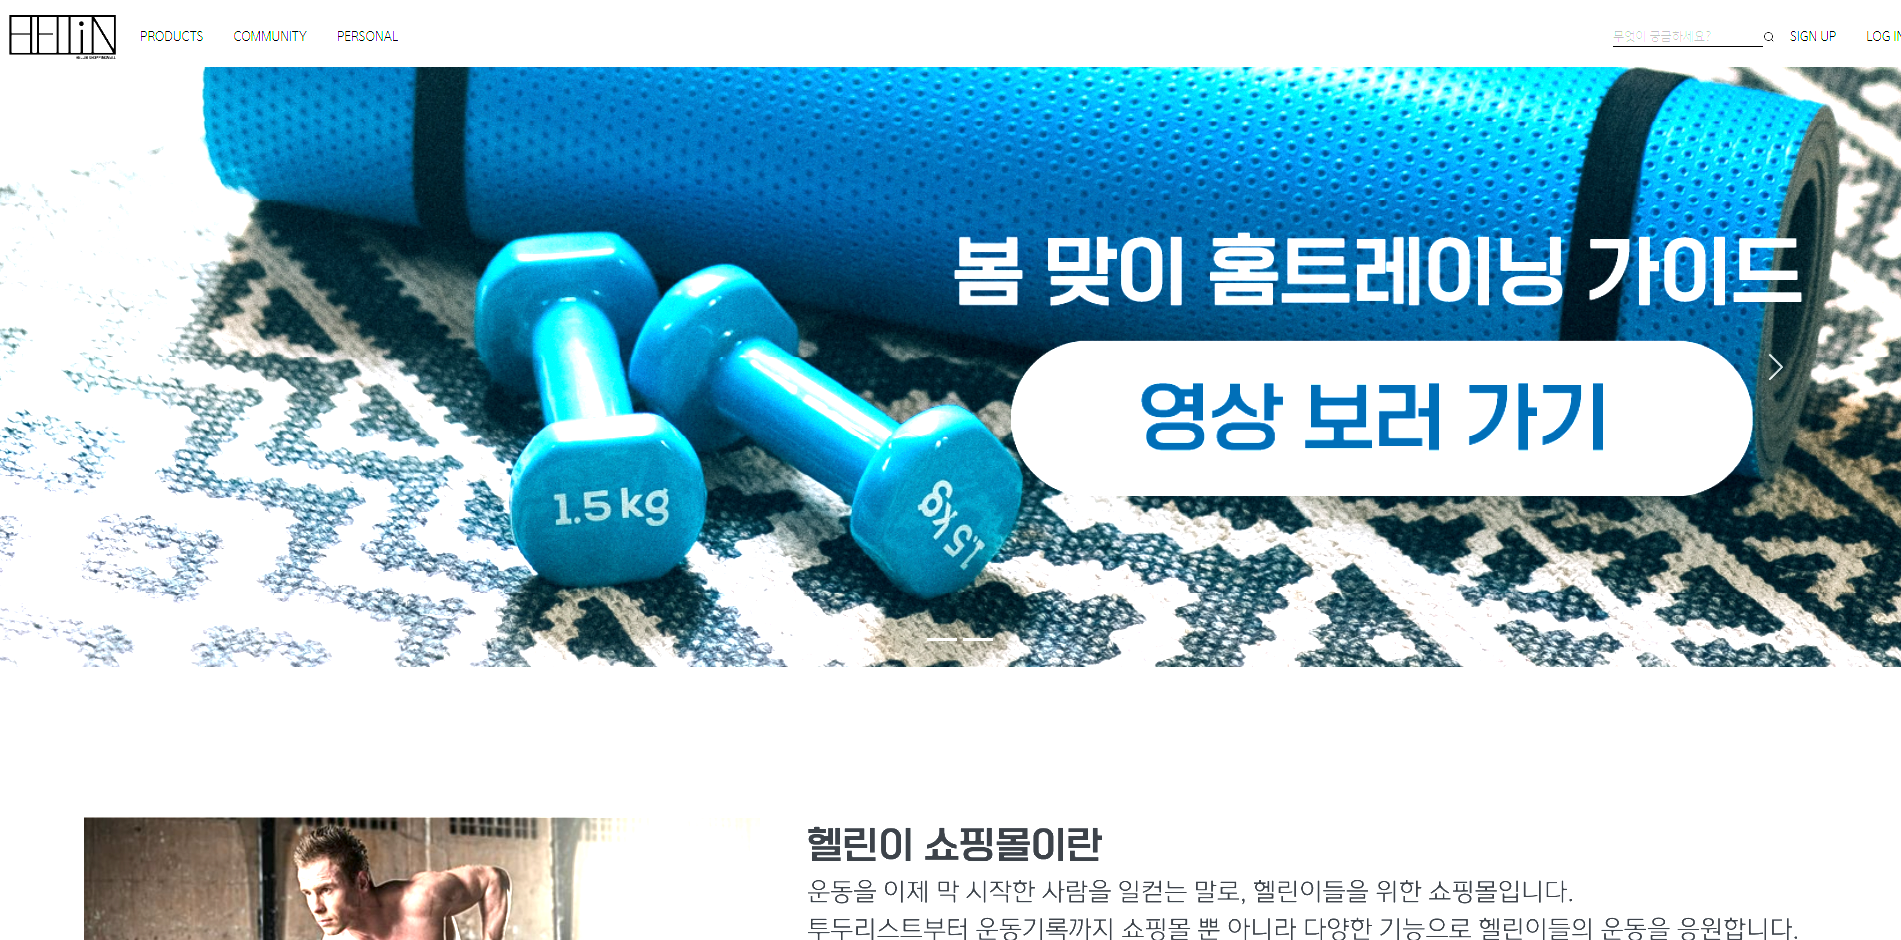 HElliN
PRODUCTS
COMMUNITY
PERSONAL
무엇이 궁금하세요?
SIGN UP
LOG IN
봄 맞이 홈트레이닝 가이드
영상 보러 가기
1.5 kg
1.5 kg
헬린이 쇼핑몰이란
운동을 이제 막 시작한 사람을 일컫는 말로, 헬린이들을 위한 쇼핑몰입니다.
투두리스트부터 운동기록까지 쇼핑몰 뿐 아니라 다양한 기능으로 헬린이들의 운동을 응원합니다.